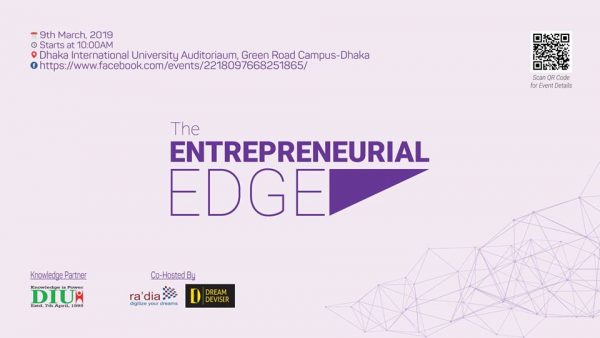 9th March, 2019
Starts at 10:00AM
Dhaka International University Auditoriaum, Green Road Campus-Dhaka
https://www.facebook.com/events/2218097668251865/
Scan QR Code
for Event Details
The
ENTREPRENEURIAL
EDGE
Knowledge Partner
Knowledge is Power
DIU
Estd. 7th April, 1995
Co-Hosted By
ra'dia
digitize your dreams
D DREAM
DEVISER